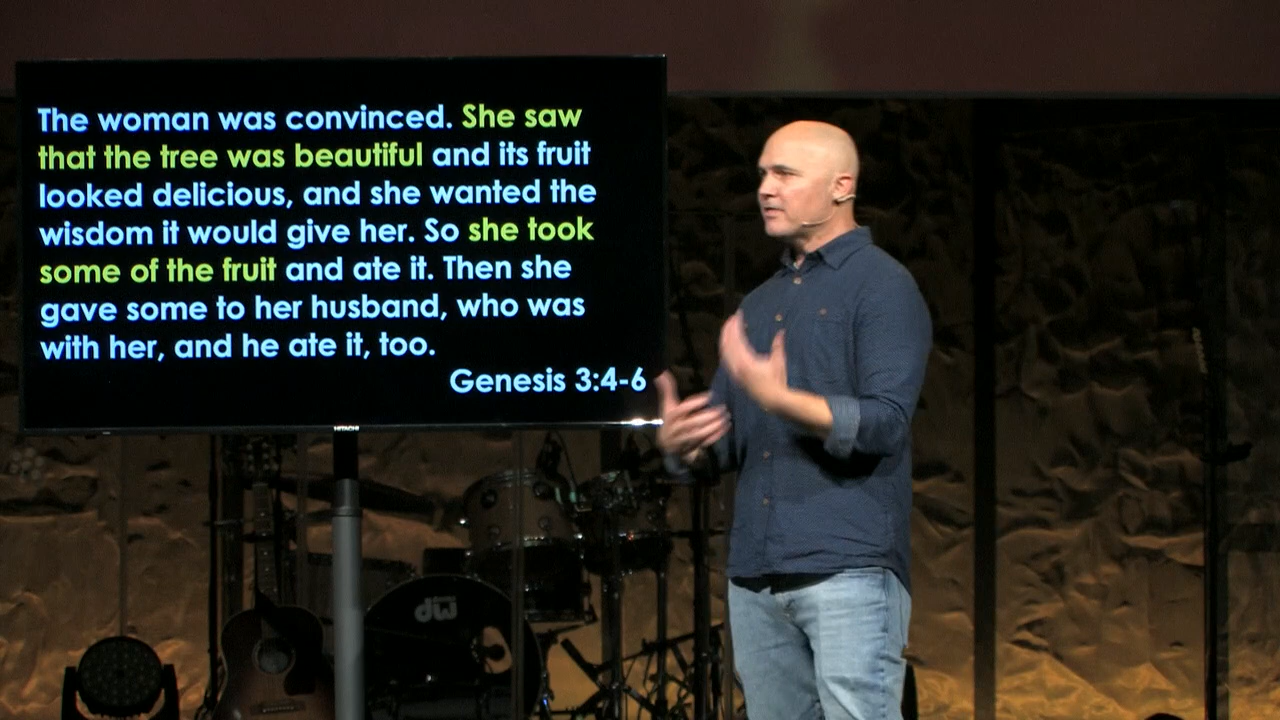 The woman was convinced. She saw
that the tree was beautiful and its fruit
looked delicious, and she wanted the
wisdom it would give her. So she took
some of the fruit and ate it. Then she
gave some to her husband, who was
with her, and he ate it, too.
Genesis 3:4-6
HITACHI
dw